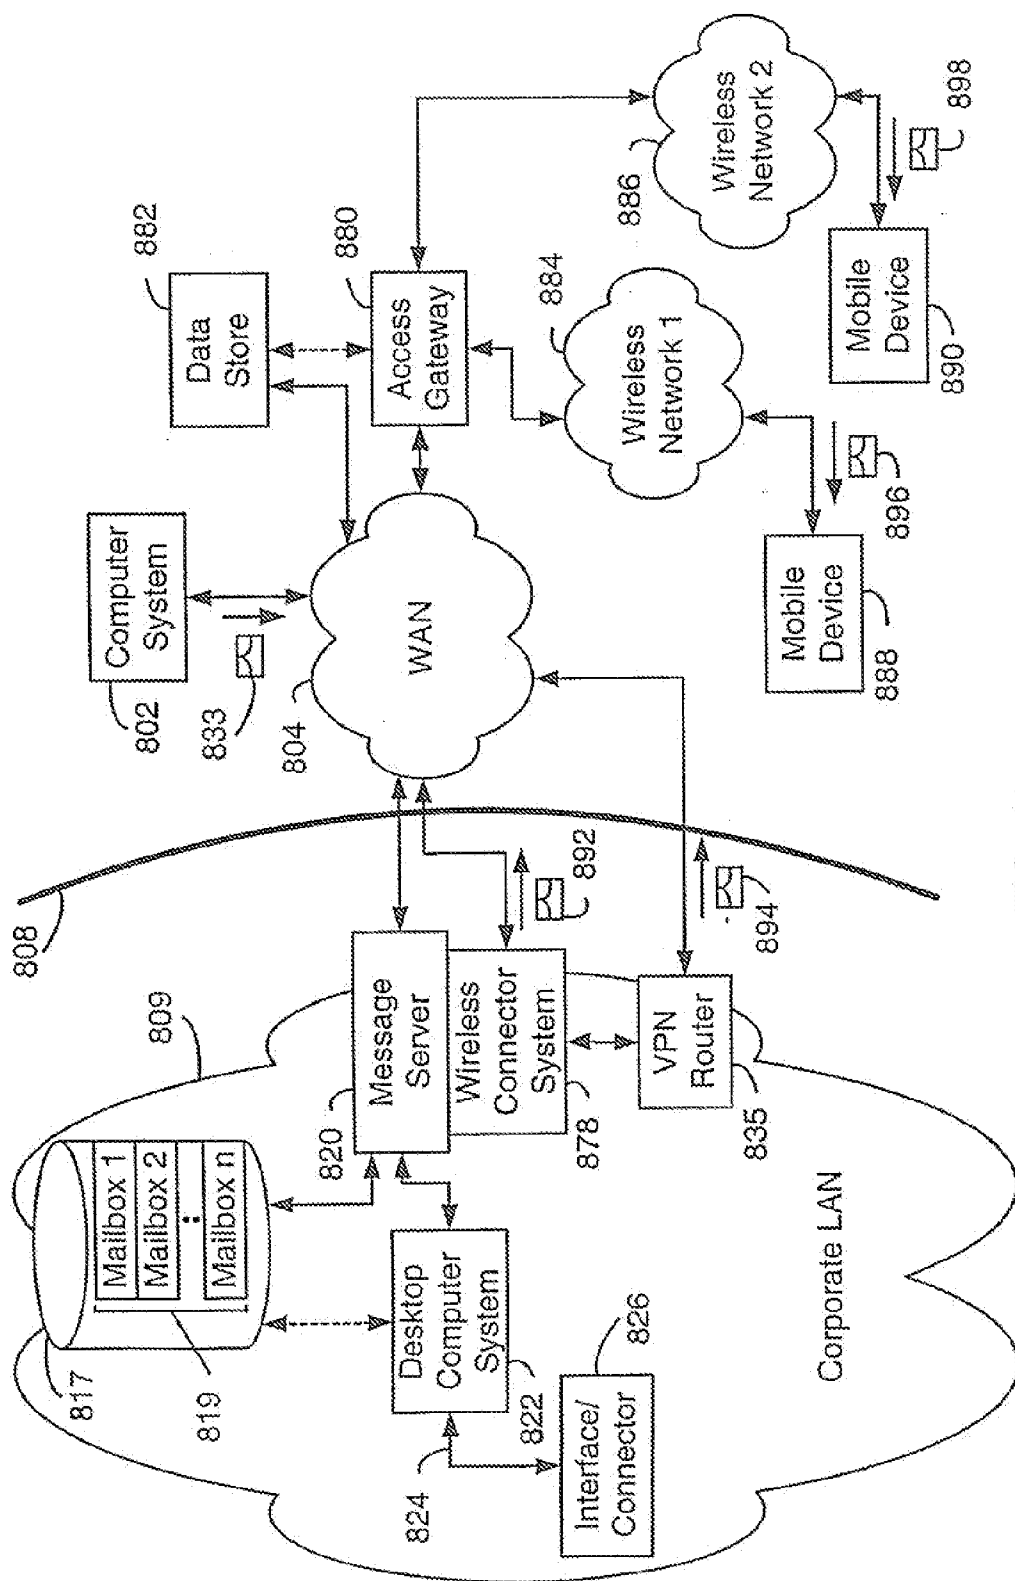 817
Mailbox 1
Mailbox 2
Mailbox n
819
809
808
820
Message
Server
Wireless
Connector
System
878
892
VPN
Router
835
894
Desktop
Computer
System
822
824
Interface/
Connector
826
Corporate LAN
802
Computer
System
833
804
WAN
Data
Store
882
Access
Gateway
880
884
Wireless
Network 1
886
Wireless
Network 2
Mobile
Device
888
896
Mobile
Device
890
898